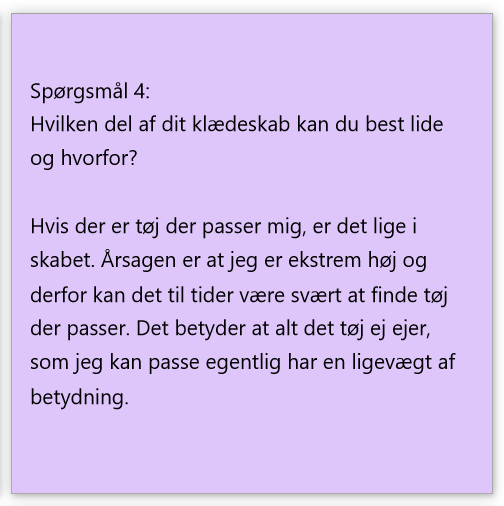 Spørgsmål 4:
Hvilken del af dit klædeskab kan du best lide
og hvorfor?
Hvis der er tøj der passer mig, er det lige i
skabet. Årsagen er at jeg er ekstrem høj og
derfor kan det til tider være svært at finde tøj
der passer. Det betyder at alt det tøj ej ejer,
som jeg kan passe egentlig har en ligevægt af
betydning.